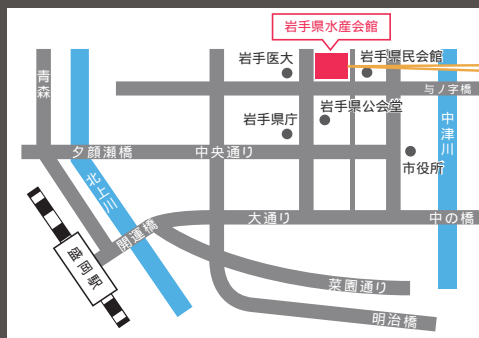 岩手県水産会館
岩手医大
岩手県民会館
青森
与ノ字橋
岩手県公会堂
岩手県庁
中津川
夕顔瀬橋
中央通り
市役所
北上川
大通り
中の橋
開運橋
盛岡駅
菜園通り
明治橋